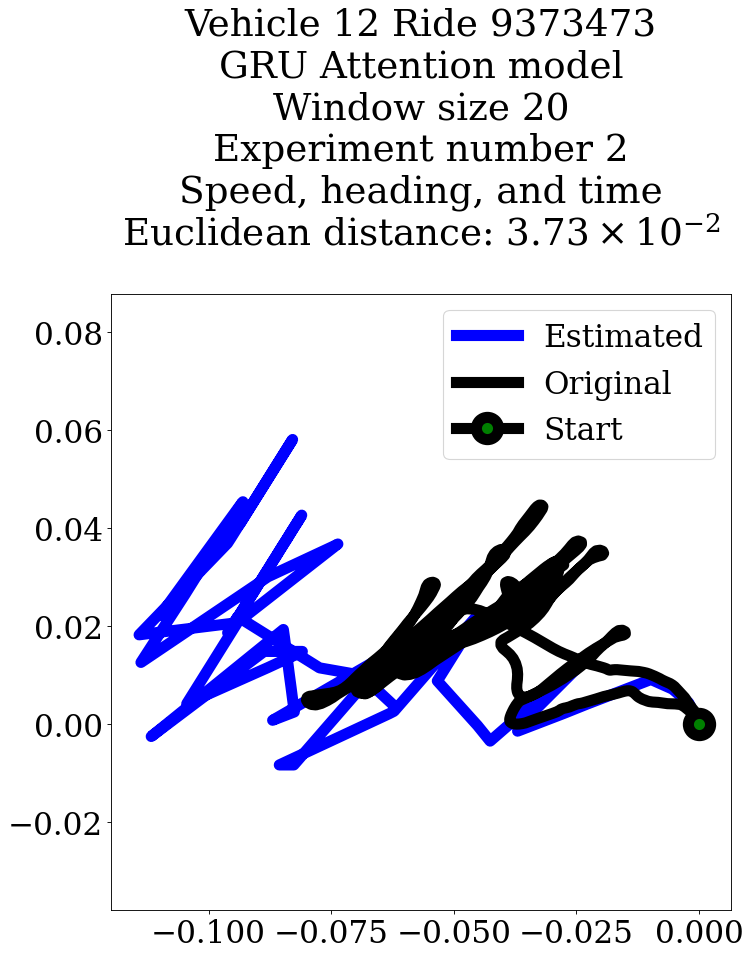 Vehicle 12 Ride 9373473
GRU Attention model
Window size 20
Experiment number 2
Speed, heading, and time
Euclidean distance: 3.73 × 10⁻²
Estimated
Original
Start
0.08
0.06
0.04
0.02
0.00
−0.02
−0.100 −0.075 −0.050 −0.025 0.000